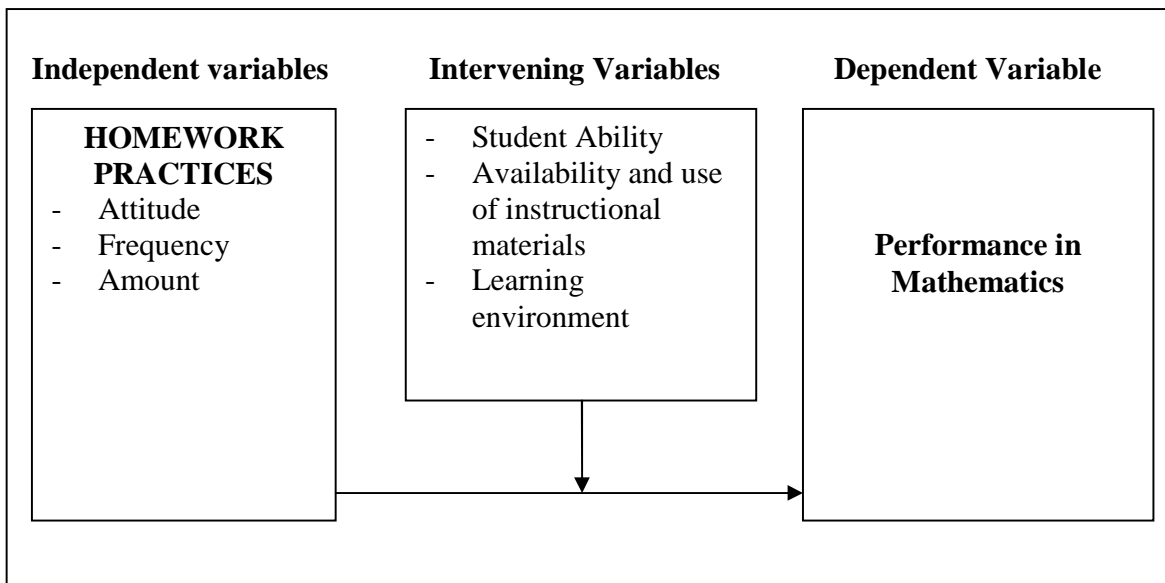 Independent variables
HOMEWORK
PRACTICES
- Attitude
- Frequency
- Amount
Intervening Variables
- Student Ability
- Availability and use
of instructional
materials
- Learning
environment
Dependent Variable
Performance in
Mathematics